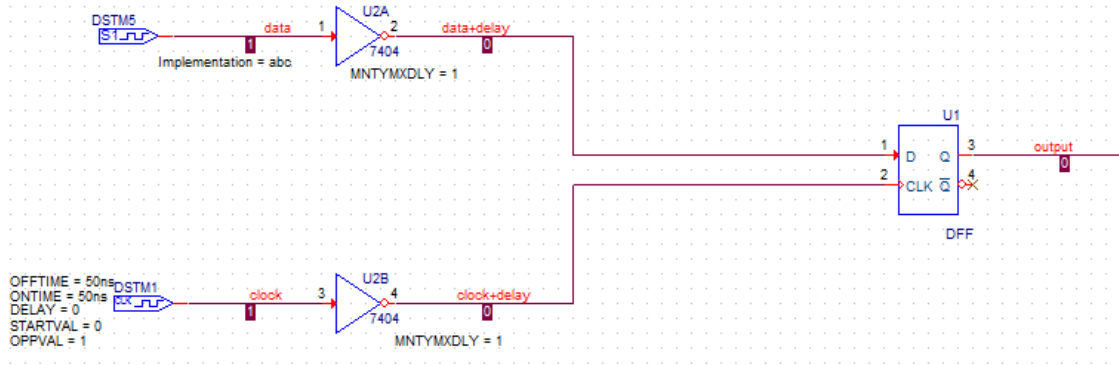 DSTM5
S1
data
1
Implementation = abc
1
U2A
2
7404
MNTYMXDLY = 1
data+delay
0
U1
1
D
Q
3
output
0
2
CLK
Q
4
DFF
OFFTIME = 50ns
ONTIME = 50ns
DELAY = 0
STARTVAL = 0
OPPVAL = 1
DSTM1
CLK
clock
1
3
U2B
4
7404
MNTYMXDLY = 1
clock+delay
0